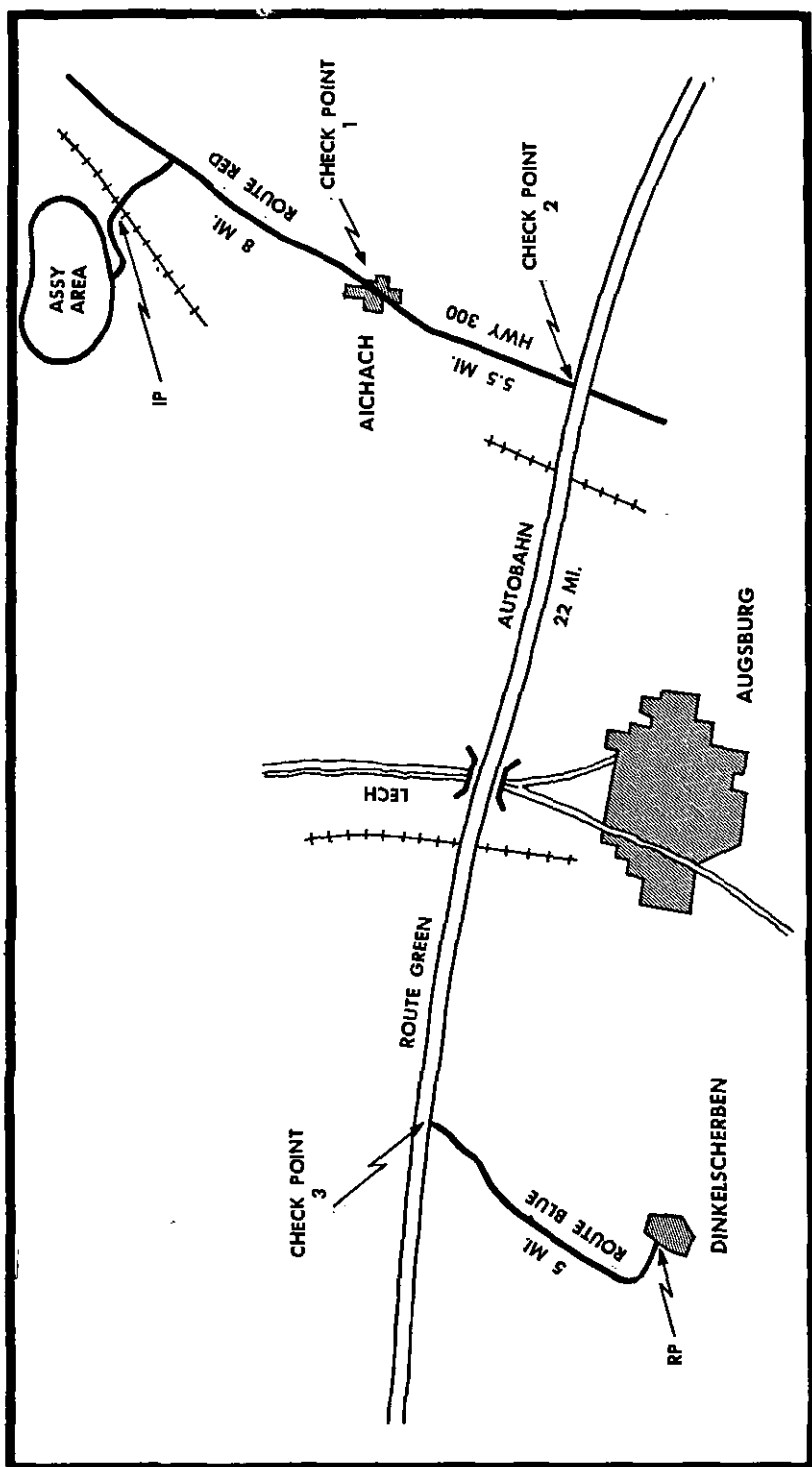 ASSY
AREA
IP
ROUTE RED
8 MI.
CHECK POINT
1
AICHACH
HWY 300
5.5 MI.
CHECK POINT
2
AUTOBAHN
22 MI.
LECH
AUGSBURG
ROUTE GREEN
CHECK POINT
3
ROUTE BLUE
5 MI.
DINKELSCHERBEN
RP